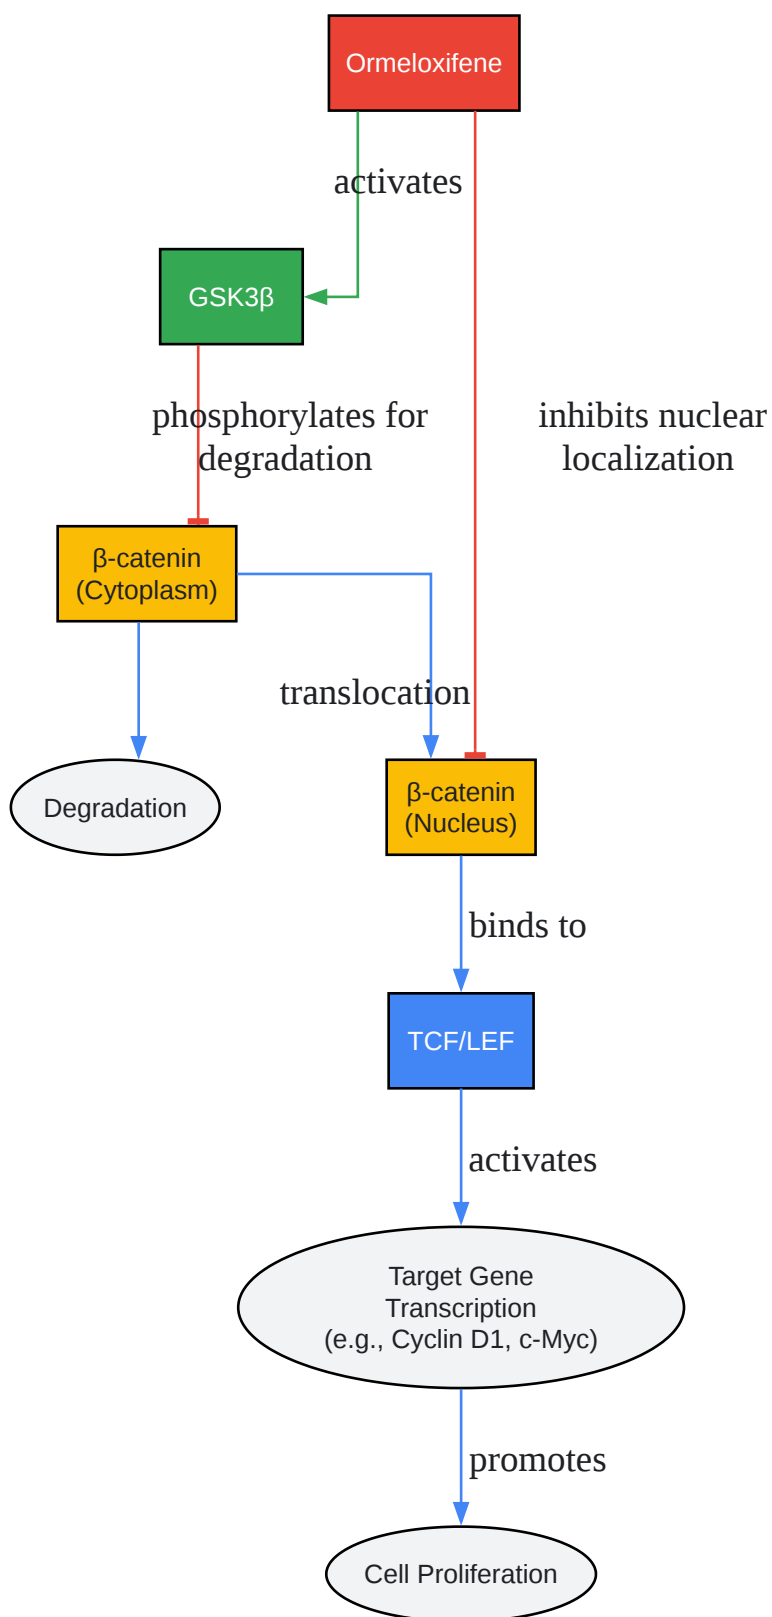 Ormeloxifene
activates
GSK3β
phosphorylates for
degradation
inhibits nuclear
localization
β-catenin
(Cytoplasm)
translocation
Degradation
β-catenin
(Nucleus)
binds to
TCF/LEF
activates
Target Gene
Transcription
(e.g., Cyclin D1, c-Myc)
promotes
Cell Proliferation